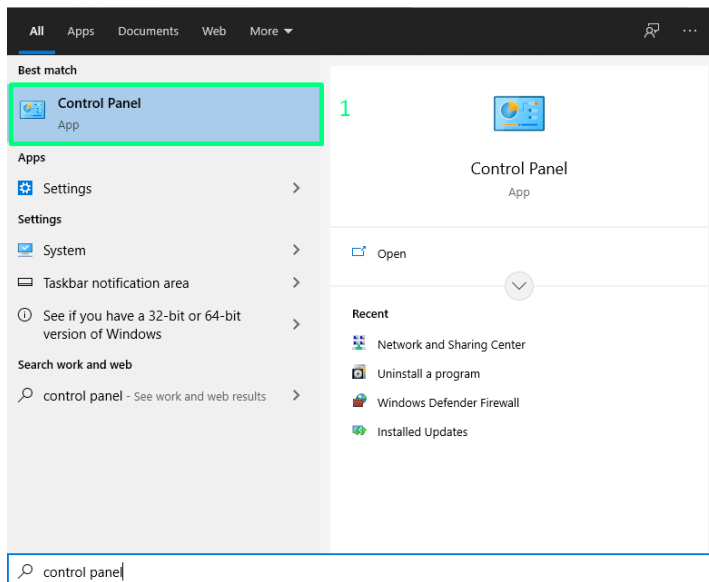 All Apps Documents Web More
Best match
Control Panel
App
Apps
Settings
Settings
System
Taskbar notification area
See if you have a 32-bit or 64-bit
version of Windows
Search work and web
control panel - See work and web results
1
Control Panel
App
Open
Recent
Network and Sharing Center
Uninstall a program
Windows Defender Firewall
Installed Updates
control panel